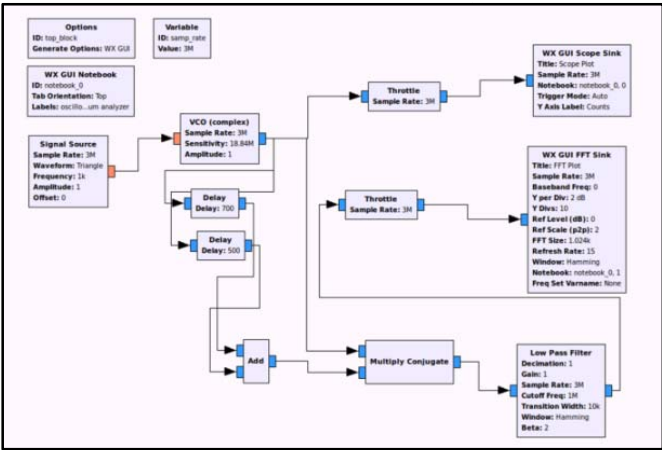 Options
ID: top_block
Generate Options: WX GUI
Variable
ID: samp_rate
Value: 3M
WX GUI Notebook
ID: notebook_0
Tab Orientation: Top
Labels: oscillo...um analyzer
Signal Source
Sample Rate: 3M
Waveform: Triangle
Frequency: 1k
Amplitude: 1
Offset: 0
VCO (complex)
Sample Rate: 3M
Sensitivity: 18.84M
Amplitude: 1
Delay
Delay: 700
Delay
Delay: 500
Add
Throttle
Sample Rate: 3M
WX GUI Scope Sink
Title: Scope Plot
Sample Rate: 3M
Notebook: notebook_0, 0
Trigger Mode: Auto
Y Axis Label: Counts
Throttle
Sample Rate: 3M
WX GUI FFT Sink
Title: FFT Plot
Sample Rate: 3M
Baseband Freq: 0
Y per Div: 2 dB
Y Divs: 10
Ref Level (dB): 0
Ref Scale (p2p): 2
FFT Size: 1.024k
Refresh Rate: 15
Window: Hamming
Notebook: notebook_0, 1
Freq Set Varname: None
Multiply Conjugate
Low Pass Filter
Decimation: 1
Gain: 1
Sample Rate: 3M
Cutoff Freq: 1M
Transition Width: 10k
Window: Hamming
Beta: 2